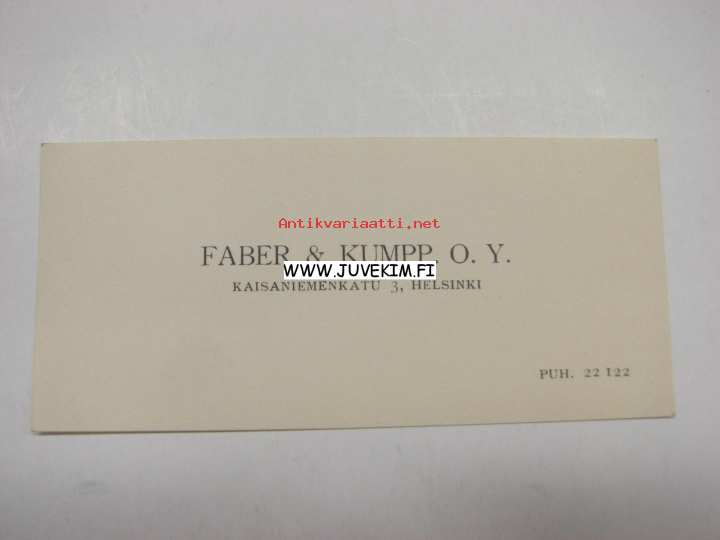 Antikvariaatti.net
FABER & KUMPP. O. Y.
WWW.JUVEKIM.FI
KAISANIEMENKATU 3, HELSINKI
PUH. 22 122